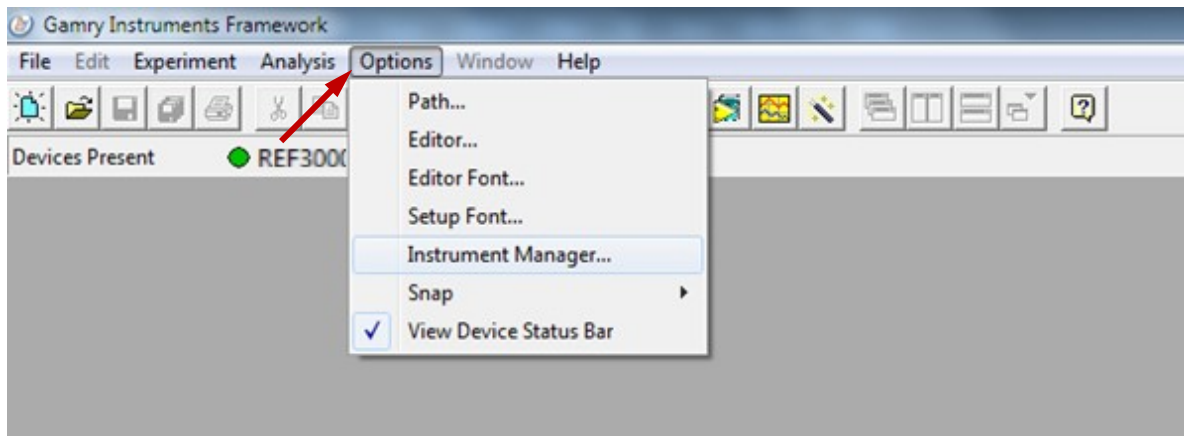 Gamry Instruments Framework
File Edit Experiment Analysis Options Window Help
Path...
Devices Present REF3000
Editor...
Editor Font...
Setup Font...
Instrument Manager...
Snap
View Device Status Bar